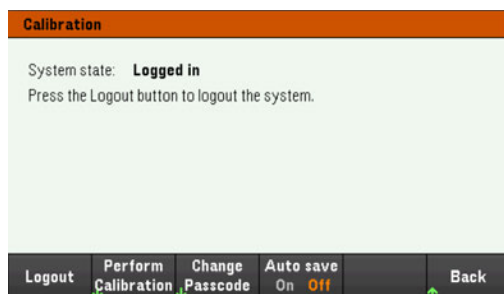 Calibration
System state: Logged in
Press the Logout button to logout the system.
Logout
Perform Calibration
Change Passcode
Auto save
On Off
Back